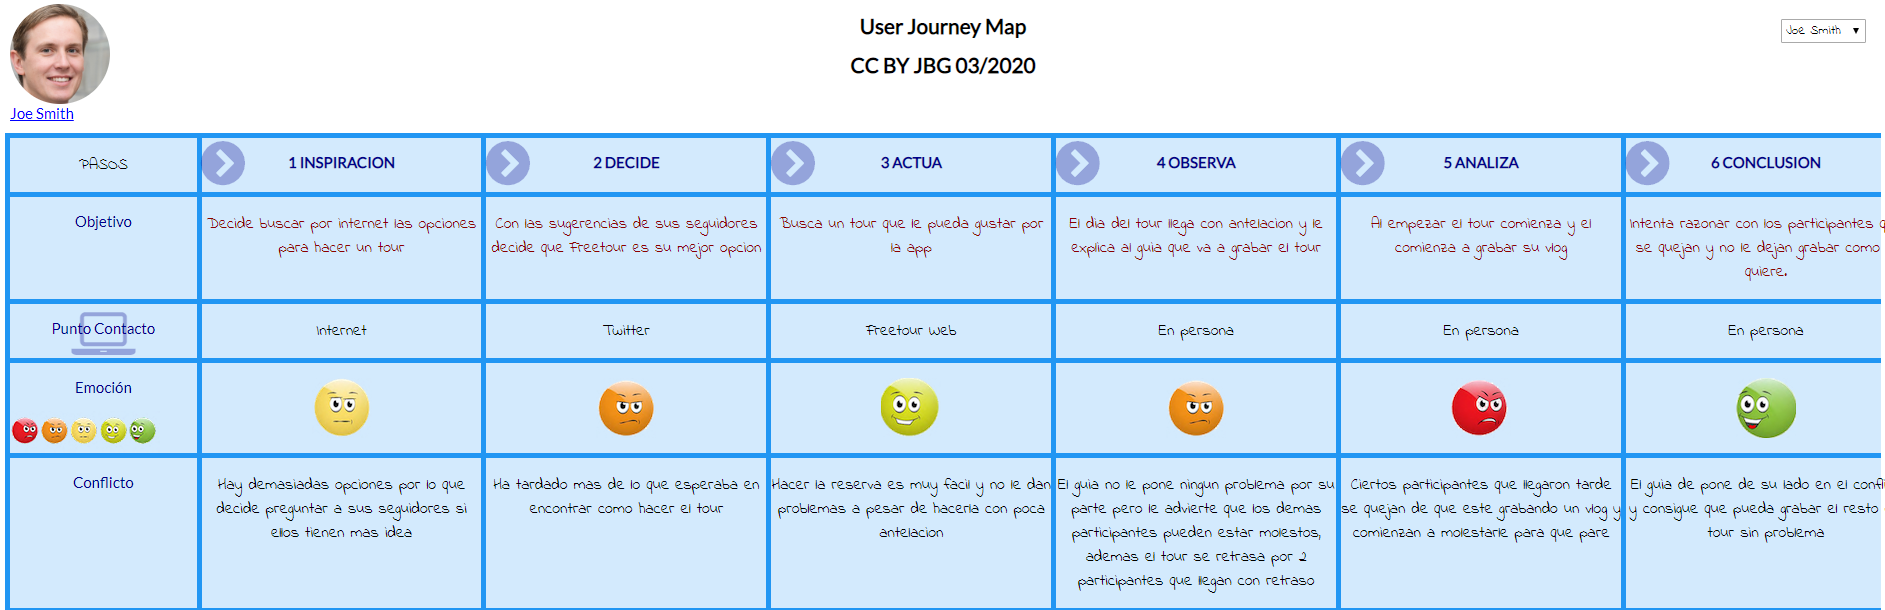 User Journey Map
CC BY JBG 03/2020
Joe Smith
Joe Smith
PASOS
1 INSPIRACION
2 DECIDE
3 ACTUA
4 OBSERVA
5 ANALIZA
6 CONCLUSION
Objetivo
Decide buscar por internet las opciones
para hacer un tour
Con las sugerencias de sus seguidores
decide que Freetour es su mejor opcion
Busca un tour que le pueda gustar por
la app
El dia del tour llega con antelacion y le
explica al guia que va a grabar el tour
Al empezar el tour comienza y el
comienza a grabar su vlog
Intenta razonar con los participantes
se quejan y no le dejan grabar como
quiere.
Punto Contacto
Internet
Twitter
Freetour Web
En persona
En persona
En persona
Emoción
Conflicto
Hay demasiadas opciones por lo que
decide preguntar a sus seguidores si
ellos tienen mas idea
Ha tardado mas de lo que esperaba en
encontrar como hacer el tour
Hacer la reserva es muy facil y no le dan
problemas a pesar de hacerla con poca
antelacion
El guia no le pone ningun problema por su
parte pero le advierte que los demas
participantes pueden estar molestos,
ademas el tour se retrasa por 2
participantes que llegan con retraso
Ciertos participantes que llegaron tarde
se quejan de que este grabando un vlog y
comienzan a molestarle para que pare
El guia de pone de su lado en el
y consigue que pueda grabar el resto
tour sin problema